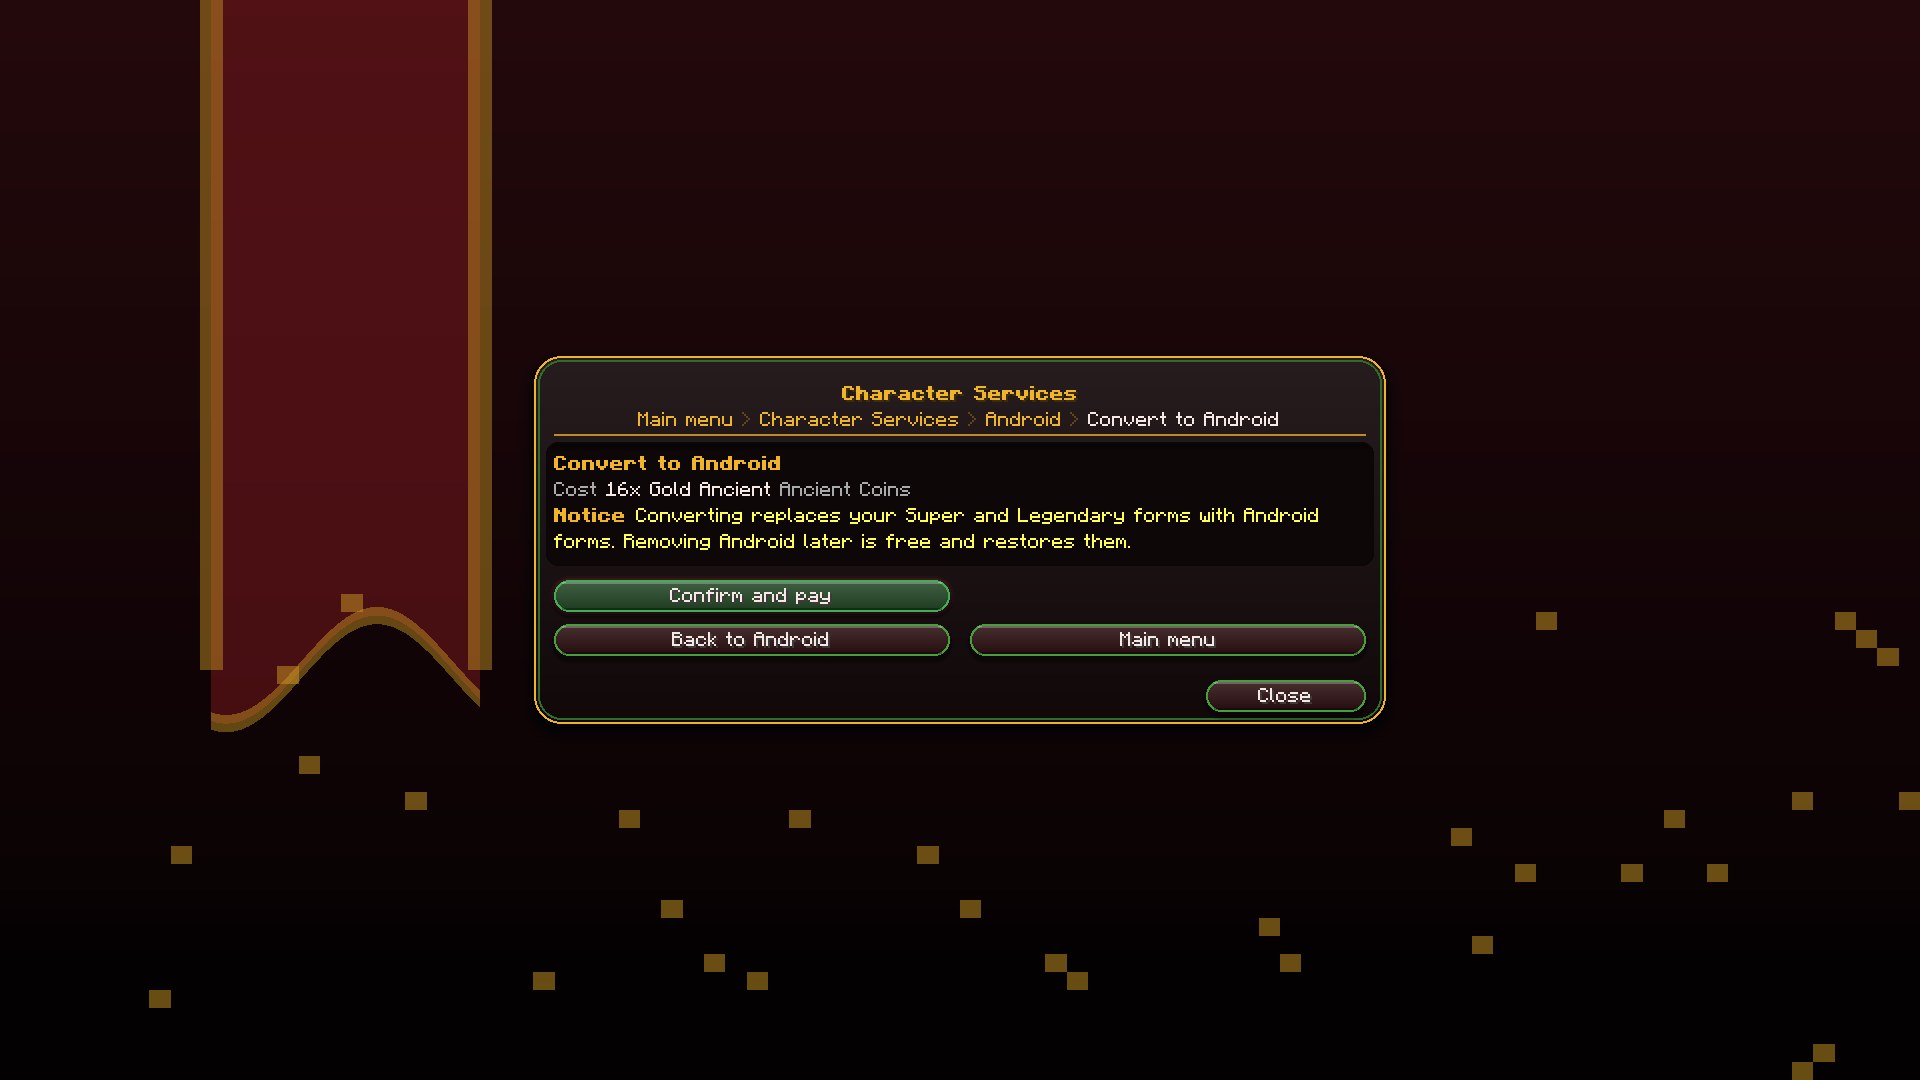 Character Services
Main menu > Character Services > Android > Convert to Android
Convert to Android
Cost 16x Gold Ancient Ancient Coins
Notice Converting replaces your Super and Legendary forms with Android
forms. Removing Android later is free and restores them.
Confirm and pay
Back to Android
Main menu
Close